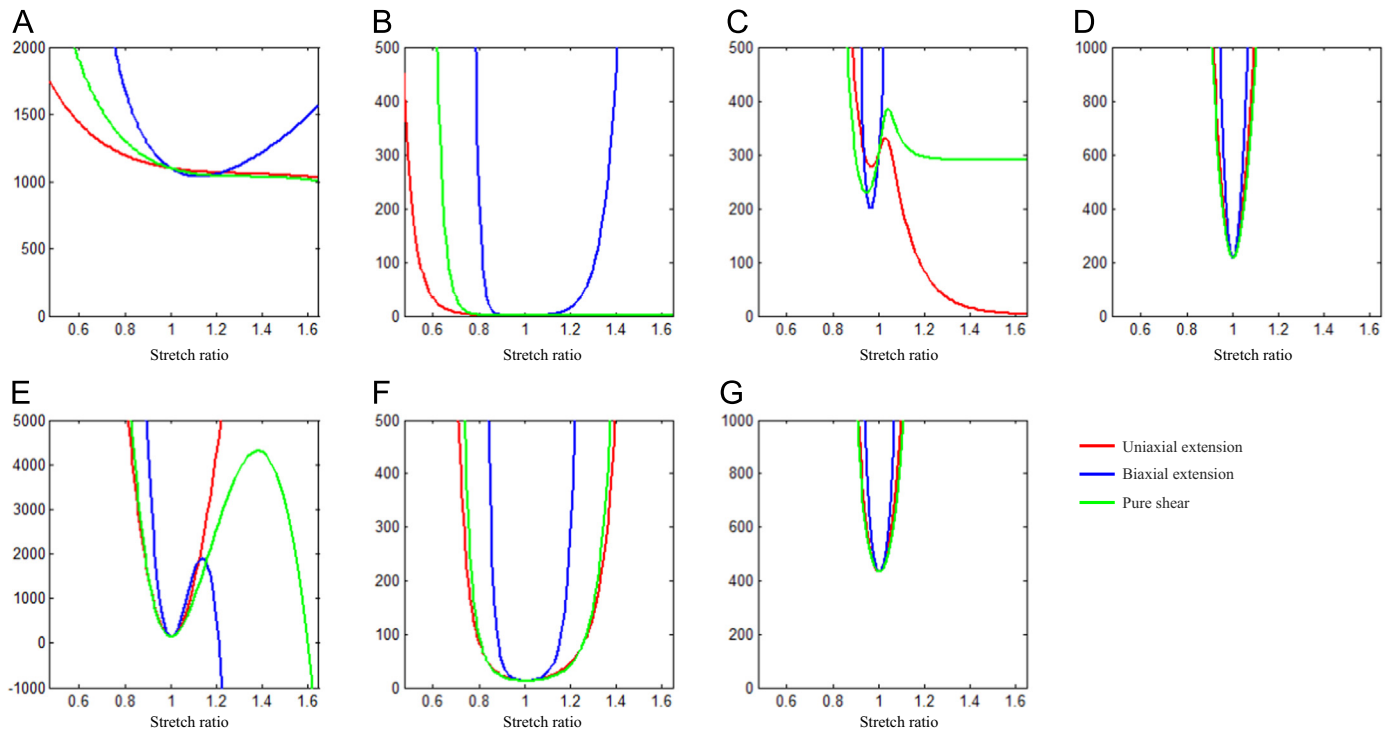 A B C D
2000 500 500 1000
1500 400 400 800
300 300 600
1000
200 200 400
500
100 100 200
0 0 0 0
0.6 0.8 1 1.2 1.4 1.6 0.6 0.8 1 1.2 1.4 1.6 0.6 0.8 1 1.2 1.4 1.6 0.6 0.8 1 1.2 1.4 1.6
Stretch ratio Stretch ratio Stretch ratio Stretch ratio
E F G
5000 500 1000
4000 400 800
3000 300 600
2000 200 400
1000 100 200
0
-1000 0 0
0.6 0.8 1 1.2 1.4 1.6 0.6 0.8 1 1.2 1.4 1.6 0.6 0.8 1 1.2 1.4 1.6
Stretch ratio Stretch ratio Stretch ratio
Uniaxial extension
Biaxial extension
Pure shear